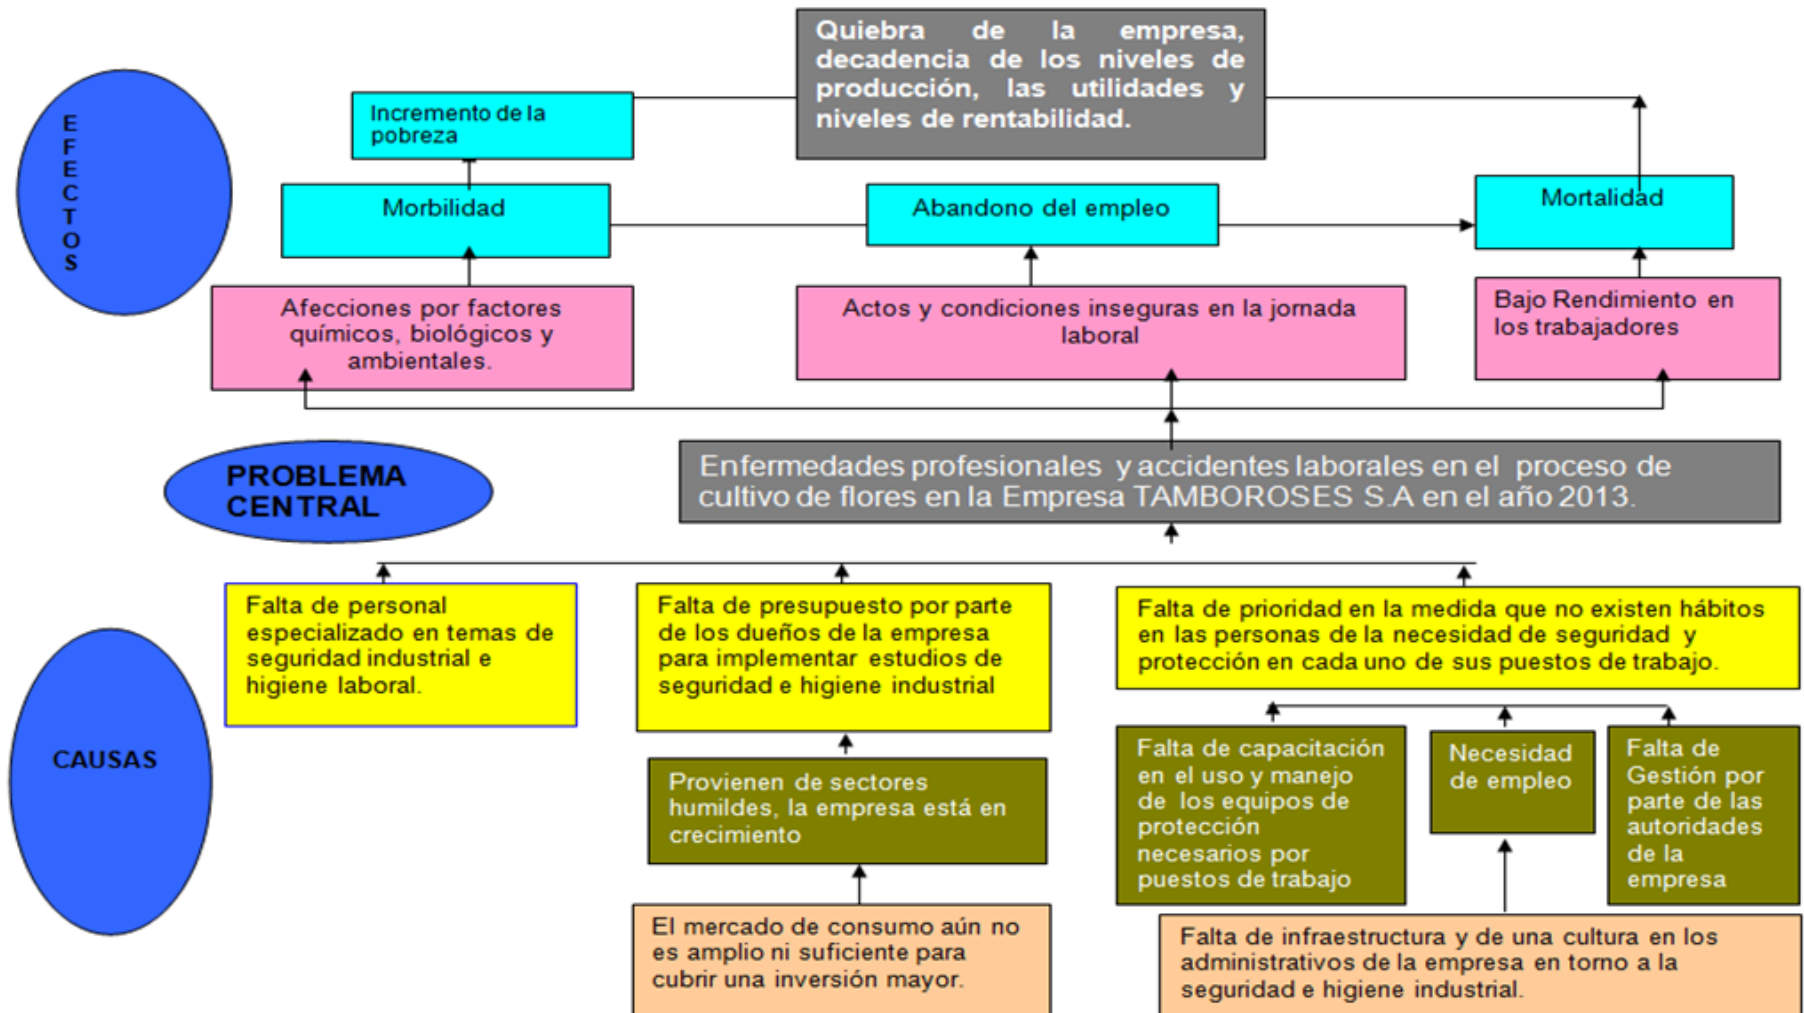 Quiebra de la empresa,
decadencia de los niveles de
producción, las utilidades y
niveles de rentabilidad.
Incremento de la
pobreza
EFECTOS
Morbilidad
Abandono del empleo
Mortalidad
Afecciones por factores
químicos, biológicos y
ambientales.
Actos y condiciones inseguras en la jornada
laboral
Bajo Rendimiento en
los trabajadores
PROBLEMA
CENTRAL
Enfermedades profesionales y accidentes laborales en el proceso de
cultivo de flores en la Empresa TAMBOROSES S.A en el año 2013.
Falta de personal
especializado en temas de
seguridad industrial e
higiene laboral.
Falta de presupuesto por parte
de los dueños de la empresa
para implementar estudios de
seguridad e higiene industrial
Falta de prioridad en la medida que no existen hábitos
en las personas de la necesidad de seguridad y
protección en cada uno de sus puestos de trabajo.
CAUSAS
Provienen de sectores
humildes, la empresa está en
crecimiento
Falta de capacitación
en el uso y manejo
de los equipos de
protección
necesarios por
puestos de trabajo
Necesidad
de empleo
Falta de
Gestión por
parte de las
autoridades
de la
empresa
El mercado de consumo aún no
es amplio ni suficiente para
cubrir una inversión mayor.
Falta de infraestructura y de una cultura en los
administrativos de la empresa en torno a la
seguridad e higiene industrial.